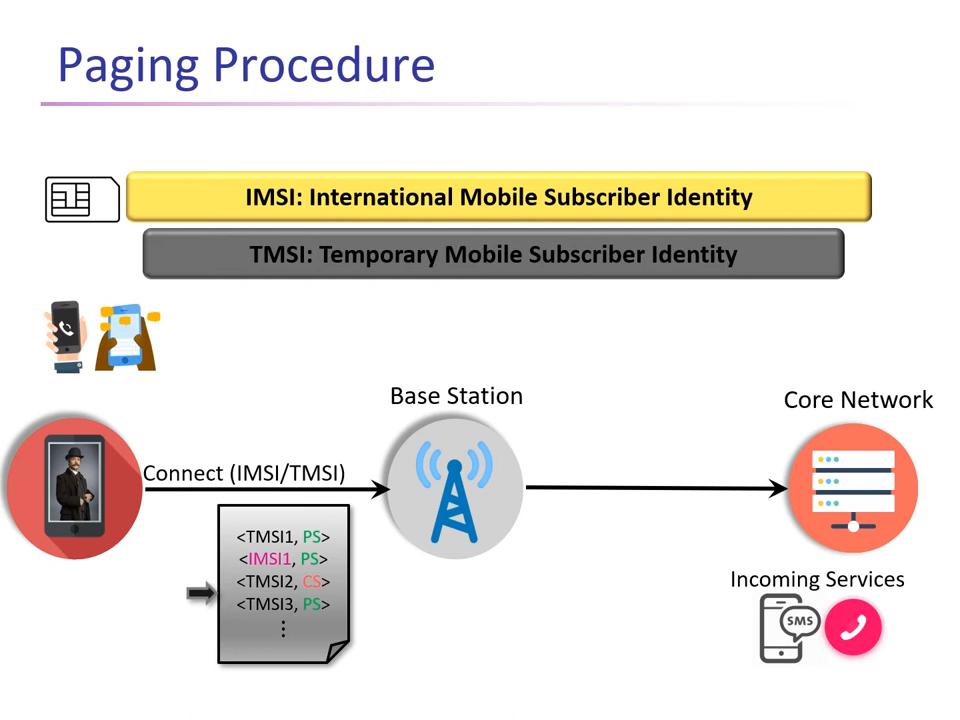 Paging Procedure
IMSI: International Mobile Subscriber Identity
TMSI: Temporary Mobile Subscriber Identity
Base Station
Core Network
Connect (IMSI/TMSI)
<TMSI1, PS>
<IMSI1, PS>
<TMSI2, CS>
<TMSI3, PS>
⋮
Incoming Services
SMS